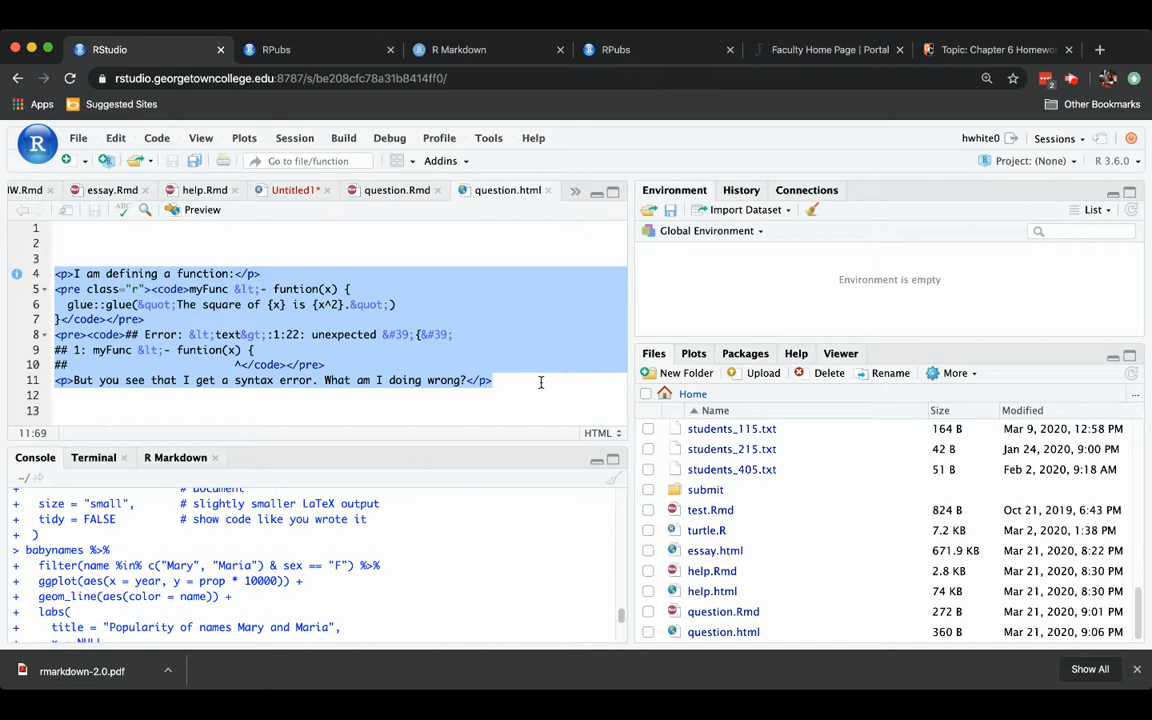 RStudio
RPubs
R Markdown
RPubs
Faculty Home Page | Portal
Topic: Chapter 6 Homewor
rstudio.georgetowncollege.edu:8787/s/be208cfc78a31b8414ff0/
2
Apps
Suggested Sites
Other Bookmarks
R
File Edit Code View Plots Session Build Debug Profile Tools Help
hwhite0
Sessions
Go to file/function
Addins
Project: (None)
R 3.6.0
IW.Rmd
essay.Rmd
help.Rmd
Untitled1*
question.Rmd
question.html
ABC
Preview
1
2
3
4 <p>I am defining a function:</p>
5 <pre class="r"><code>myFunc &lt;- funtion(x) {
6 glue::glue(&quot;The square of {x} is {x^2}.&quot;)
7 }</code></pre>
8 <pre><code>## Error: &lt;text&gt;:1:22: unexpected &#39;{&#39;
9 ## 1: myFunc &lt;- funtion(x) {
10 ## ^</code></pre>
11 <p>But you see that I get a syntax error. What am I doing wrong?</p>
12
13
11:69
HTML
Console
Terminal
R Markdown
~/
+ # document
+ size = "small", # slightly smaller LaTeX output
+ tidy = FALSE # show code like you wrote it
+ )
> babynames %>%
+ filter(name %in% c("Mary", "Maria") & sex == "F") %>%
+ ggplot(aes(x = year, y = prop * 10000)) +
+ geom_line(aes(color = name)) +
+ labs(
+ title = "Popularity of names Mary and Maria",
+ x = NULL
Environment
History
Connections
Import Dataset
List
Global Environment
Environment is empty
Files
Plots
Packages
Help
Viewer
New Folder
Upload
Delete
Rename
More
Home
...
Name
Size
Modified
students_115.txt 164 B Mar 9, 2020, 12:58 PM
students_215.txt 42 B Jan 24, 2020, 9:00 PM
students_405.txt 51 B Feb 2, 2020, 9:18 AM
submit
test.Rmd 824 B Oct 21, 2019, 6:43 PM
turtle.R 7.2 KB Mar 2, 2020, 1:38 PM
essay.html 671.9 KB Mar 21, 2020, 8:22 PM
help.Rmd 2.8 KB Mar 21, 2020, 8:30 PM
help.html 74 KB Mar 21, 2020, 8:30 PM
question.Rmd 272 B Mar 21, 2020, 9:01 PM
question.html 360 B Mar 21, 2020, 9:06 PM
rmarkdown-2.0.pdf
Show All